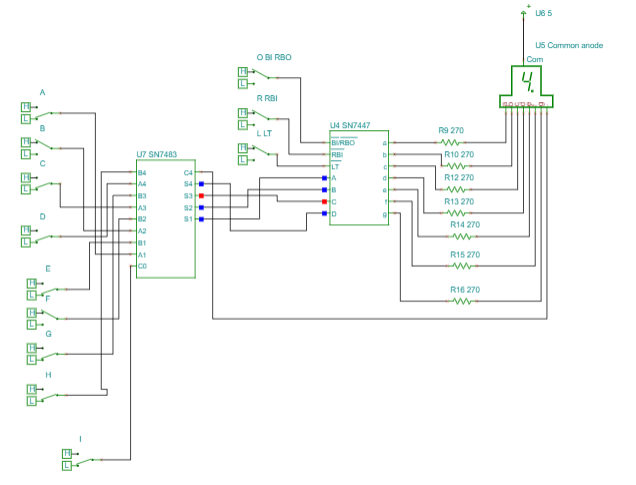 +
U6 5
U5 Common anode
Com
O BI RBO
H
L
R RBI
H
L
L LT
H
L
U4 SN7447
BI/RBO
RBI
LT
A
B
C
D
a
b
c
d
e
f
g
R9 270
R10 270
R12 270
R13 270
R14 270
R15 270
R16 270
A
H
L
B
H
L
C
H
L
D
H
L
E
H
L
F
H
L
G
H
L
H
H
L
I
H
L
U7 SN7483
B4
A4
B3
A3
B2
A2
B1
A1
C0
C4
S4
S3
S2
S1
4.